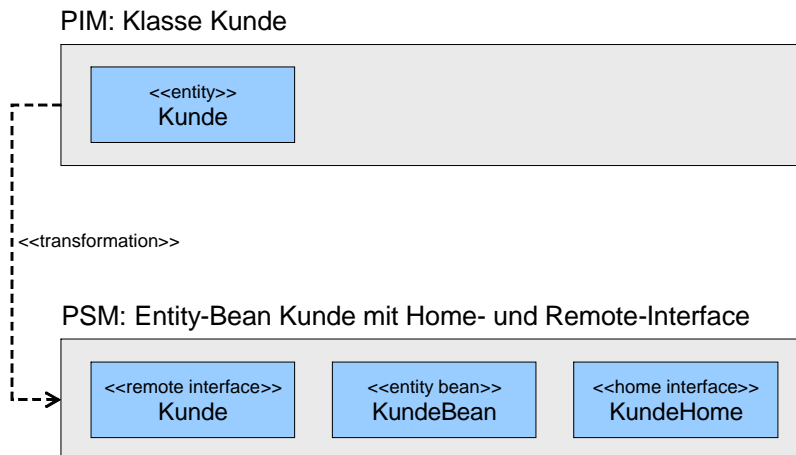 PIM: Klasse Kunde
<<entity>>
Kunde
<<transformation>>
PSM: Entity-Bean Kunde mit Home- und Remote-Interface
<<remote interface>>
Kunde
<<entity bean>>
KundeBean
<<home interface>>
KundeHome